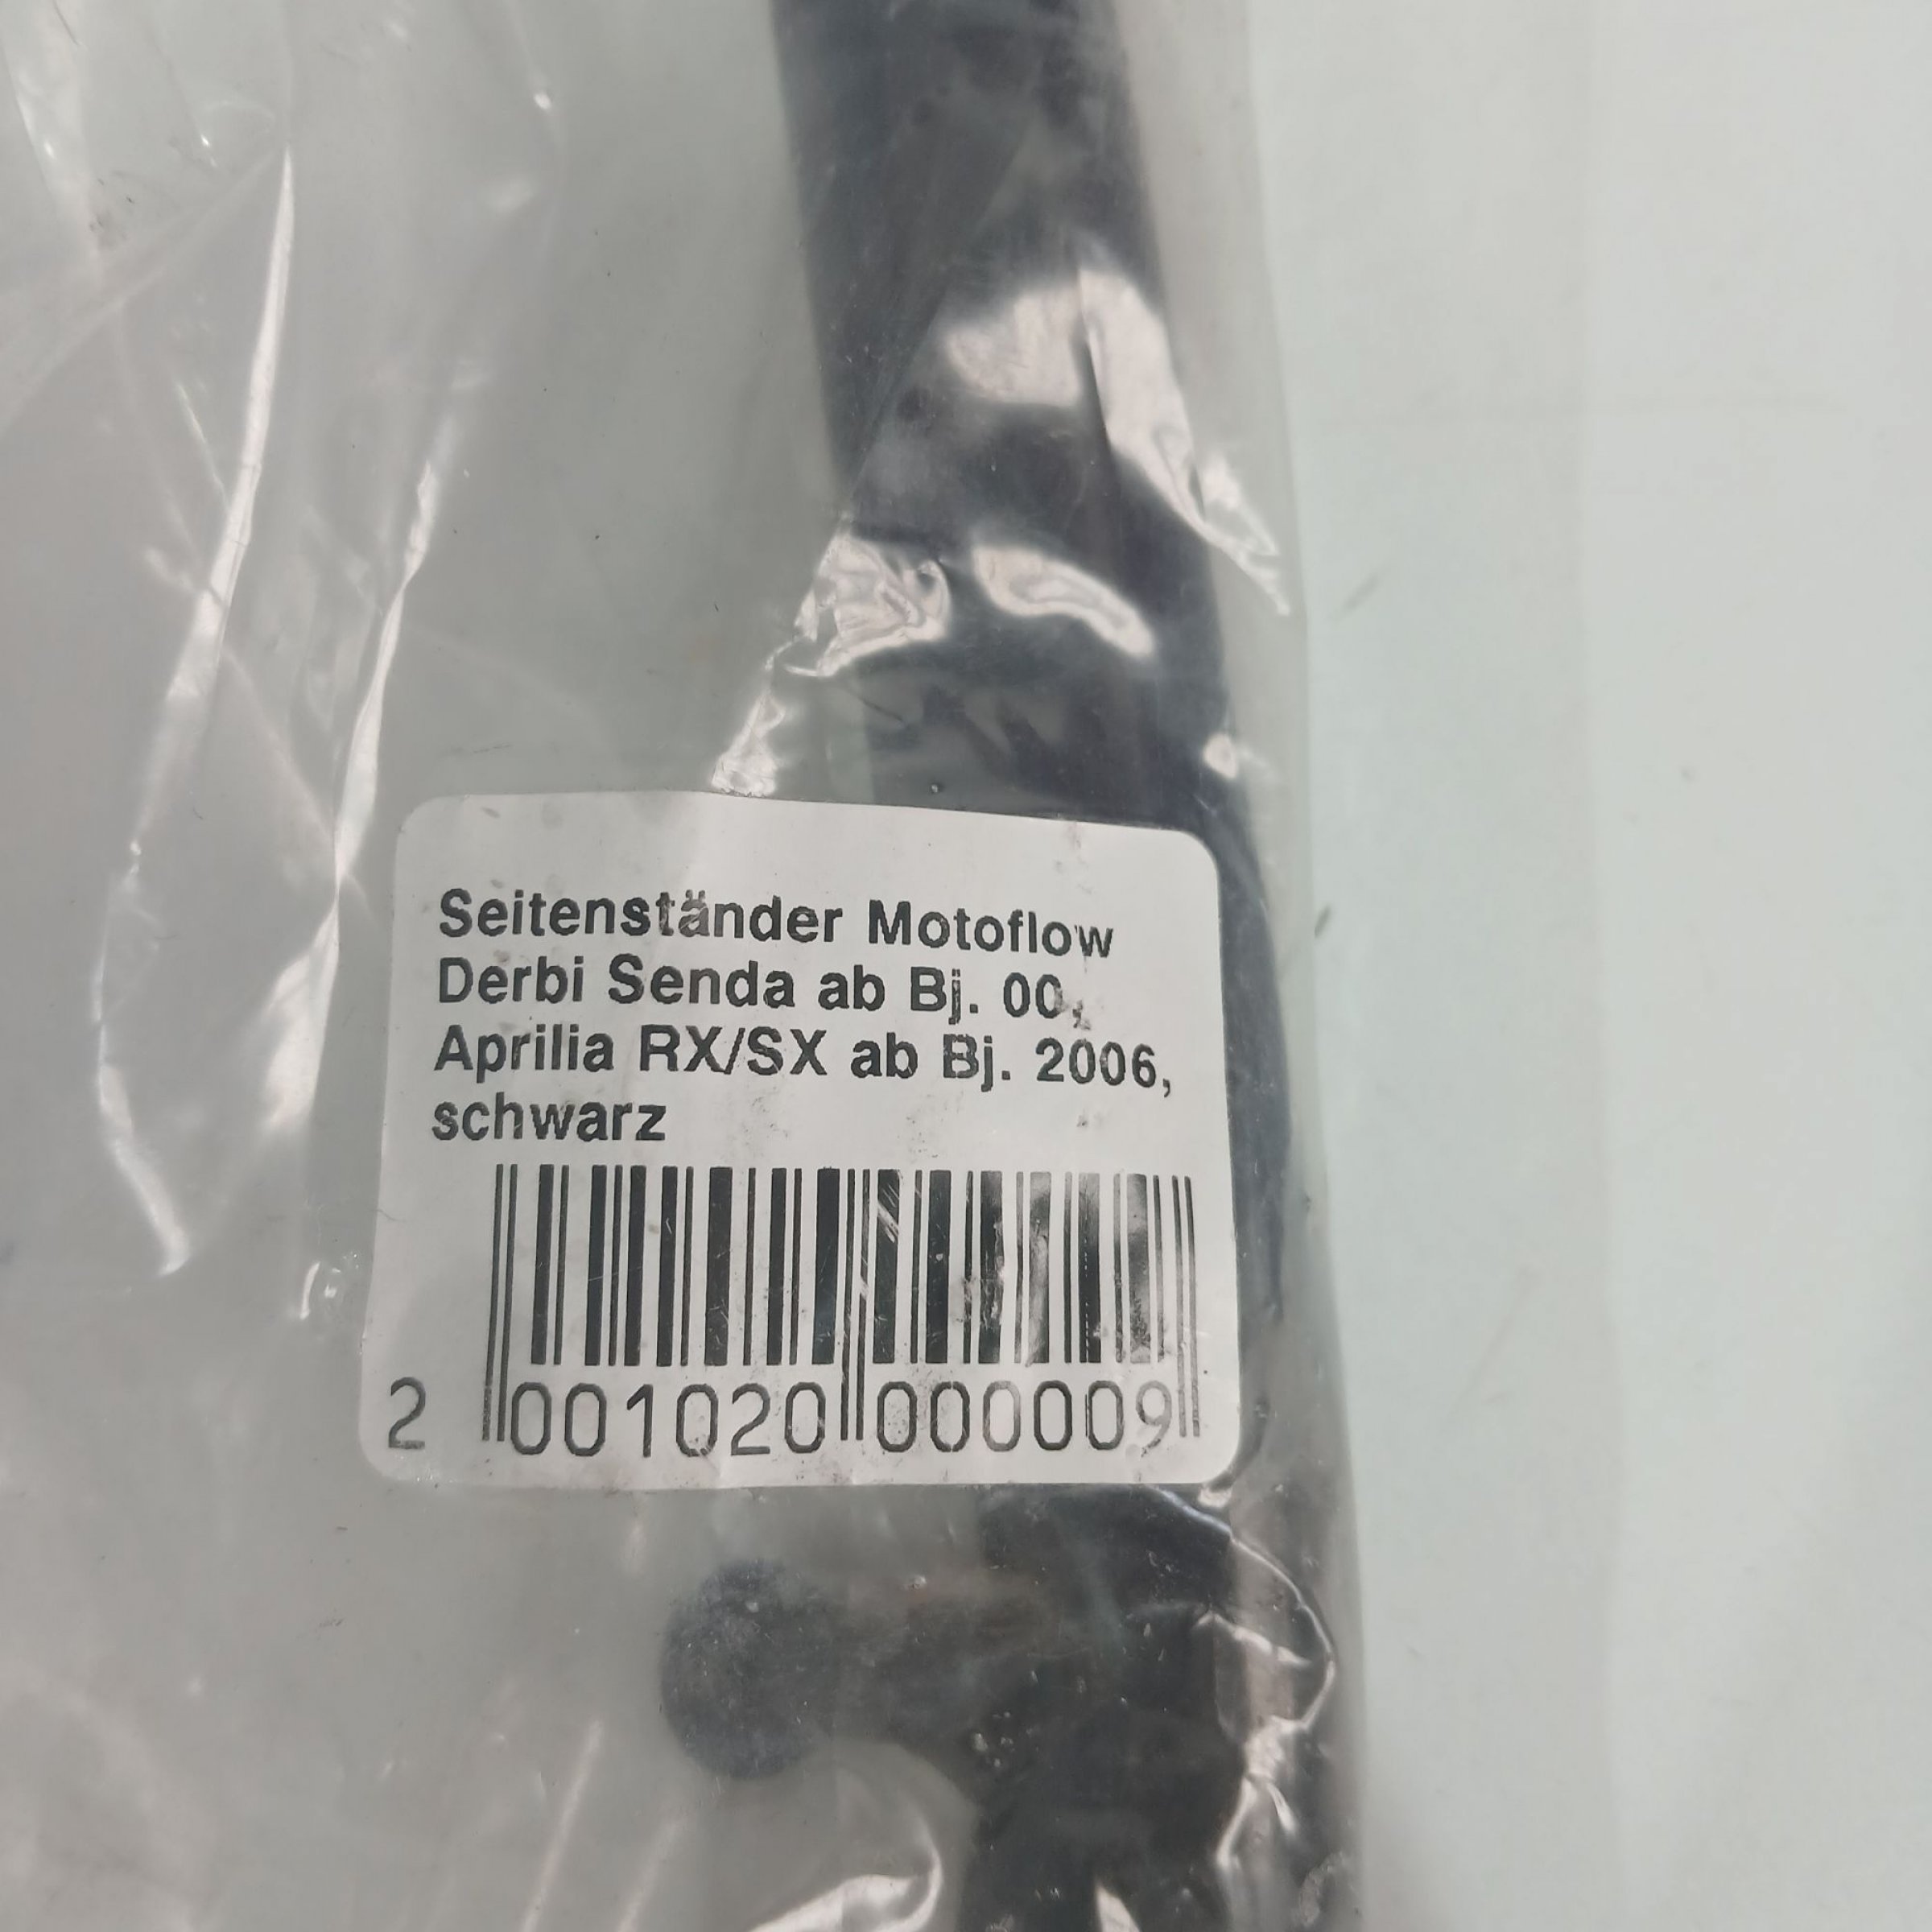 Seitenständer Motoflow
Derbi Senda ab Bj. 00,
Aprilia RX/SX ab Bj. 2006,
schwarz
2 001020 000009